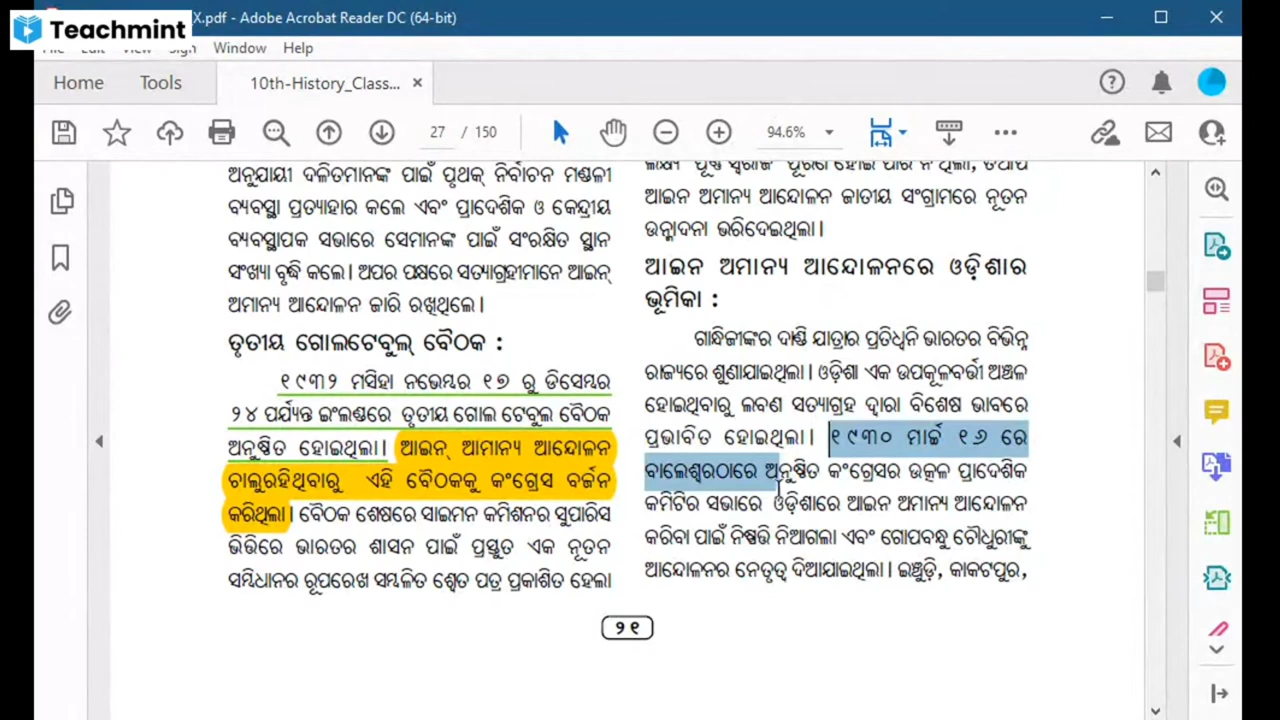 Teachmint
X.pdf - Adobe Acrobat Reader DC (64-bit)
Window Help
Home Tools 10th-History_Class... ×
27 / 150 94.6%
ଅନୁଯାୟୀ ଦଳିତମାନଙ୍କ ପାଇଁ ପୃଥକ୍ ନିର୍ବାଚନ ମଣ୍ଡଳୀ
ବ୍ୟବସ୍ଥା ପ୍ରତ୍ୟାହାର କଲେ ଏବଂ ପ୍ରାଦେଶିକ ଓ କେନ୍ଦ୍ରୀୟ
ବ୍ୟବସ୍ଥାପକ ସଭାରେ ସେମାନଙ୍କ ପାଇଁ ସଂରକ୍ଷିତ ସ୍ଥାନ
ସଂଖ୍ୟା ବୃଦ୍ଧି କଲେ। ଅପର ପକ୍ଷରେ ସତ୍ୟାଗ୍ରହୀମାନେ ଆଇନ୍
ଅମାନ୍ୟ ଆନ୍ଦୋଳନ ଜାରି ରଖିଥିଲେ।
ତୃତୀୟ ଗୋଲଟେବୁଲ୍ ବୈଠକ :
୧୯୩୨ ମସିହା ନଭେମ୍ବର ୧୭ ରୁ ଡିସେମ୍ବର
୨୪ ପର୍ଯ୍ୟନ୍ତ ଇଂଲଣ୍ଡରେ ତୃତୀୟ ଗୋଲ ଟେବୁଲ ବୈଠକ
ଅନୁଷ୍ଠିତ ହୋଇଥିଲା। ଆଇନ୍ ଆମାନ୍ୟ ଆନ୍ଦୋଳନ
ଚାଲୁରହିଥିବାରୁ ଏହି ବୈଠକକୁ କଂଗ୍ରେସ ବର୍ଜନ
କରିଥିଲା। ବୈଠକ ଶେଷରେ ସାଇମନ କମିଶନର ସୁପାରିସ
ଭିତ୍ତିରେ ଭାରତର ଶାସନ ପାଇଁ ପ୍ରସ୍ତୁତ ଏକ ନୂତନ
ସମ୍ବିଧାନର ରୂପରେଖ ସମ୍ବଳିତ ଶ୍ୱେତ ପତ୍ର ପ୍ରକାଶିତ ହେଲା
ଲକ୍ଷ୍ୟ ପୂର୍ଣ୍ଣ ସ୍ୱରାଜ ପୂରଣ ହୋଇ ପାରି ନ ଥିଲା, ତଥାପି
ଆଇନ ଅମାନ୍ୟ ଆନ୍ଦୋଳନ ଜାତୀୟ ସଂଗ୍ରାମରେ ନୂତନ
ଉନ୍ମାଦନା ଭରିଦେଇଥିଲା।
ଆଇନ ଅମାନ୍ୟ ଆନ୍ଦୋଳନରେ ଓଡ଼ିଶାର
ଭୂମିକା :
ଗାନ୍ଧିଜୀଙ୍କର ଦାଣ୍ଡି ଯାତ୍ରାର ପ୍ରତିଧ୍ୱନି ଭାରତର ବିଭିନ୍ନ
ରାଜ୍ୟରେ ଶୁଣାଯାଇଥିଲା। ଓଡ଼ିଶା ଏକ ଉପକୂଳବର୍ତ୍ତୀ ଅଞ୍ଚଳ
ହୋଇଥିବାରୁ ଲବଣ ସତ୍ୟାଗ୍ରହ ଦ୍ୱାରା ବିଶେଷ ଭାବରେ
ପ୍ରଭାବିତ ହୋଇଥିଲା। ୧୯୩୦ ମାର୍ଚ୍ଚ ୧୬ ରେ
ବାଲେଶ୍ୱରଠାରେ ଅନୁଷ୍ଠିତ କଂଗ୍ରେସର ଉତ୍କଳ ପ୍ରାଦେଶିକ
କମିଟିର ସଭାରେ ଓଡ଼ିଶାରେ ଆଇନ ଅମାନ୍ୟ ଆନ୍ଦୋଳନ
କରିବା ପାଇଁ ନିଷ୍ପତ୍ତି ନିଆଗଲା ଏବଂ ଗୋପବନ୍ଧୁ ଚୌଧୁରୀଙ୍କୁ
ଆନ୍ଦୋଳନର ନେତୃତ୍ୱ ଦିଆଯାଇଥିଲା। ଇଞ୍ଚୁଡ଼ି, କାକଟପୁର,
୨୧